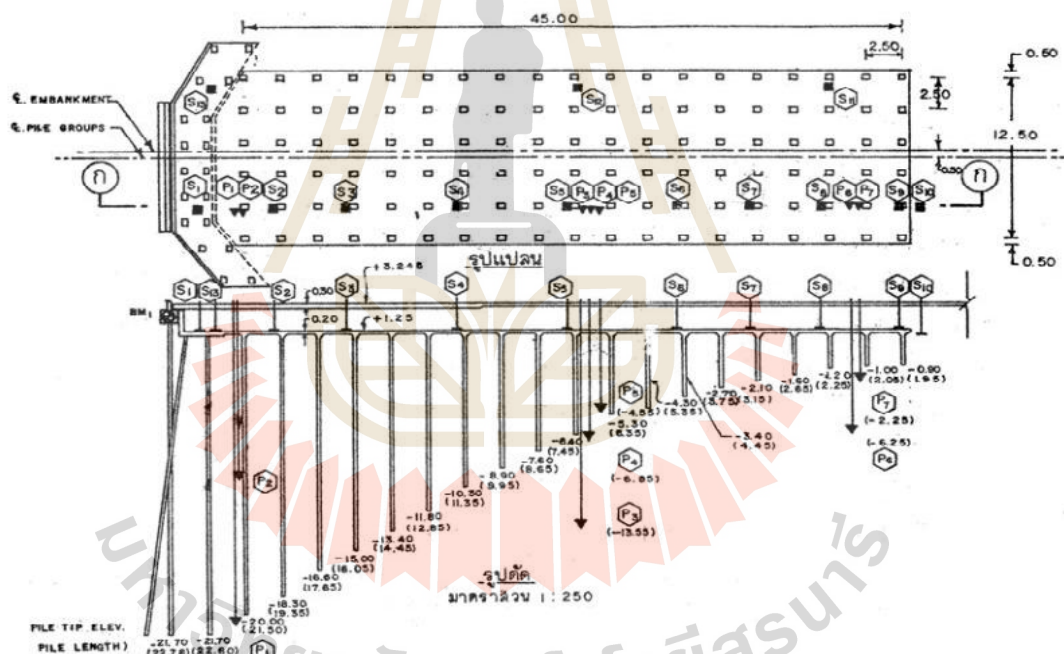 45.00
2.50
0.50
2.50
12.50
0.30
0.50
℄ EMBANKMENT
℄ PILE GROUPS
ก
ก
S13
S12
S11
S1 P1 P2 S2 S3 S4 S5 P3 P4 P5 S6 S7 S8 P6 P7 S9 S10
รูปแปลน
S1 S13 S2 S3 S4 S5 S6 S7 S8 S9 S10
BM1
0.30
+3.248
0.20
+1.25
-0.90
(1.95)
-1.00
(2.05)
-1.20
(2.25)
-1.60
(2.65)
-2.10
(3.15)
-2.70
(3.75)
-3.40
(4.45)
-4.30
(5.35)
-5.30
(6.35)
-6.40
(7.45)
-7.60
(8.65)
-8.90
(9.95)
-10.30
(11.35)
-11.80
(12.85)
-13.40
(14.45)
-15.00
(16.05)
-16.60
(17.65)
-18.30
(19.35)
-20.00
(21.50)
P5
(-4.55)
P4
(-6.85)
P3
(-13.55)
P7
(-2.25)
(-6.25)
P6
P2
P1
รูปตัด
มาตราส่วน 1 : 250
PILE TIP ELEV.
PILE LENGTH)
-21.70
-21.70
(22.60)